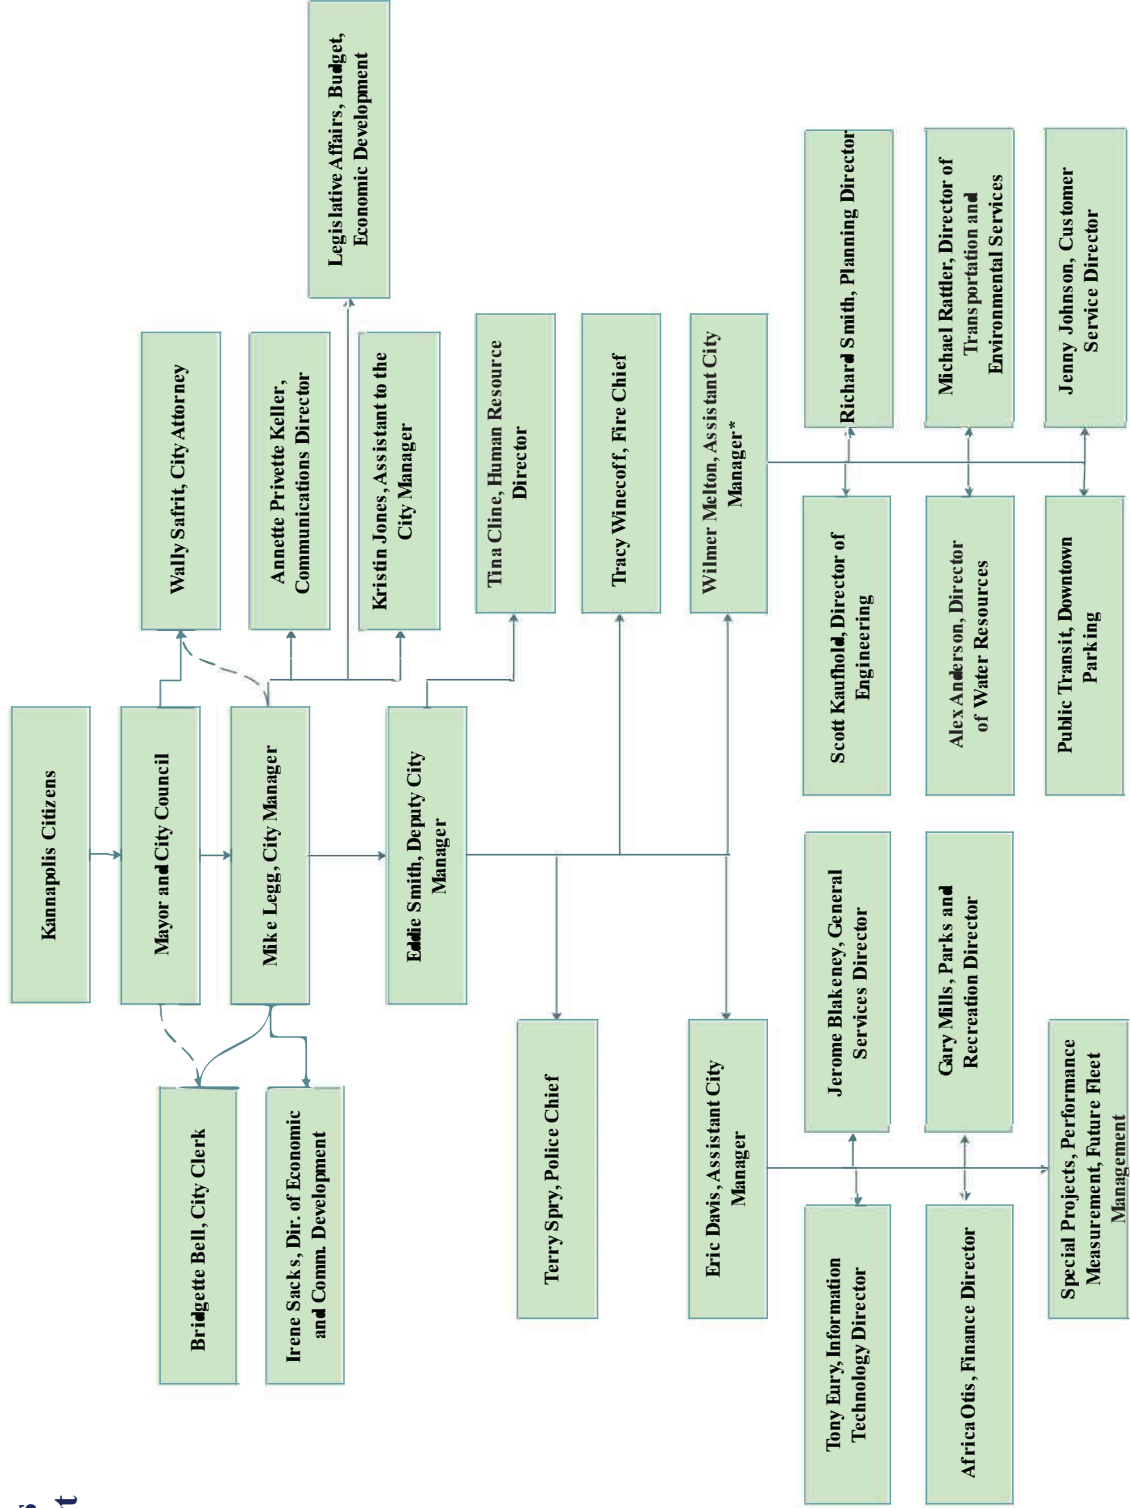 Kannapolis Citizens
Mayor and City Council
Wally Safrit, City Attorney
Bridgette Bell, City Clerk
Mike Legg, City Manager
Annette Privette Keller,
Communications Director
Irene Sacks, Dir. of Economic
and Comm. Development
Legislative Affairs, Budget,
Economic Development
Kristin Jones, Assistant to the
City Manager
Eddie Smith, Deputy City
Manager
Tina Cline, Human Resource
Director
Terry Spry, Police Chief
Tracy Winecoff, Fire Chief
Eric Davis, Assistant City
Manager
Wilmer Melton, Assistant City
Manager*
Tony Eury, Information
Technology Director
Jerome Blakeney, General
Services Director
Scott Kaufhold, Director of
Engineering
Richard Smith, Planning Director
Africa Otis, Finance Director
Gary Mills, Parks and
Recreation Director
Alex Anderson, Director
of Water Resources
Michael Rattler, Director of
Transportation and
Environmental Services
Special Projects, Performance
Measurement, Future Fleet
Management
Public Transit, Downtown
Parking
Jenny Johnson, Customer
Service Director